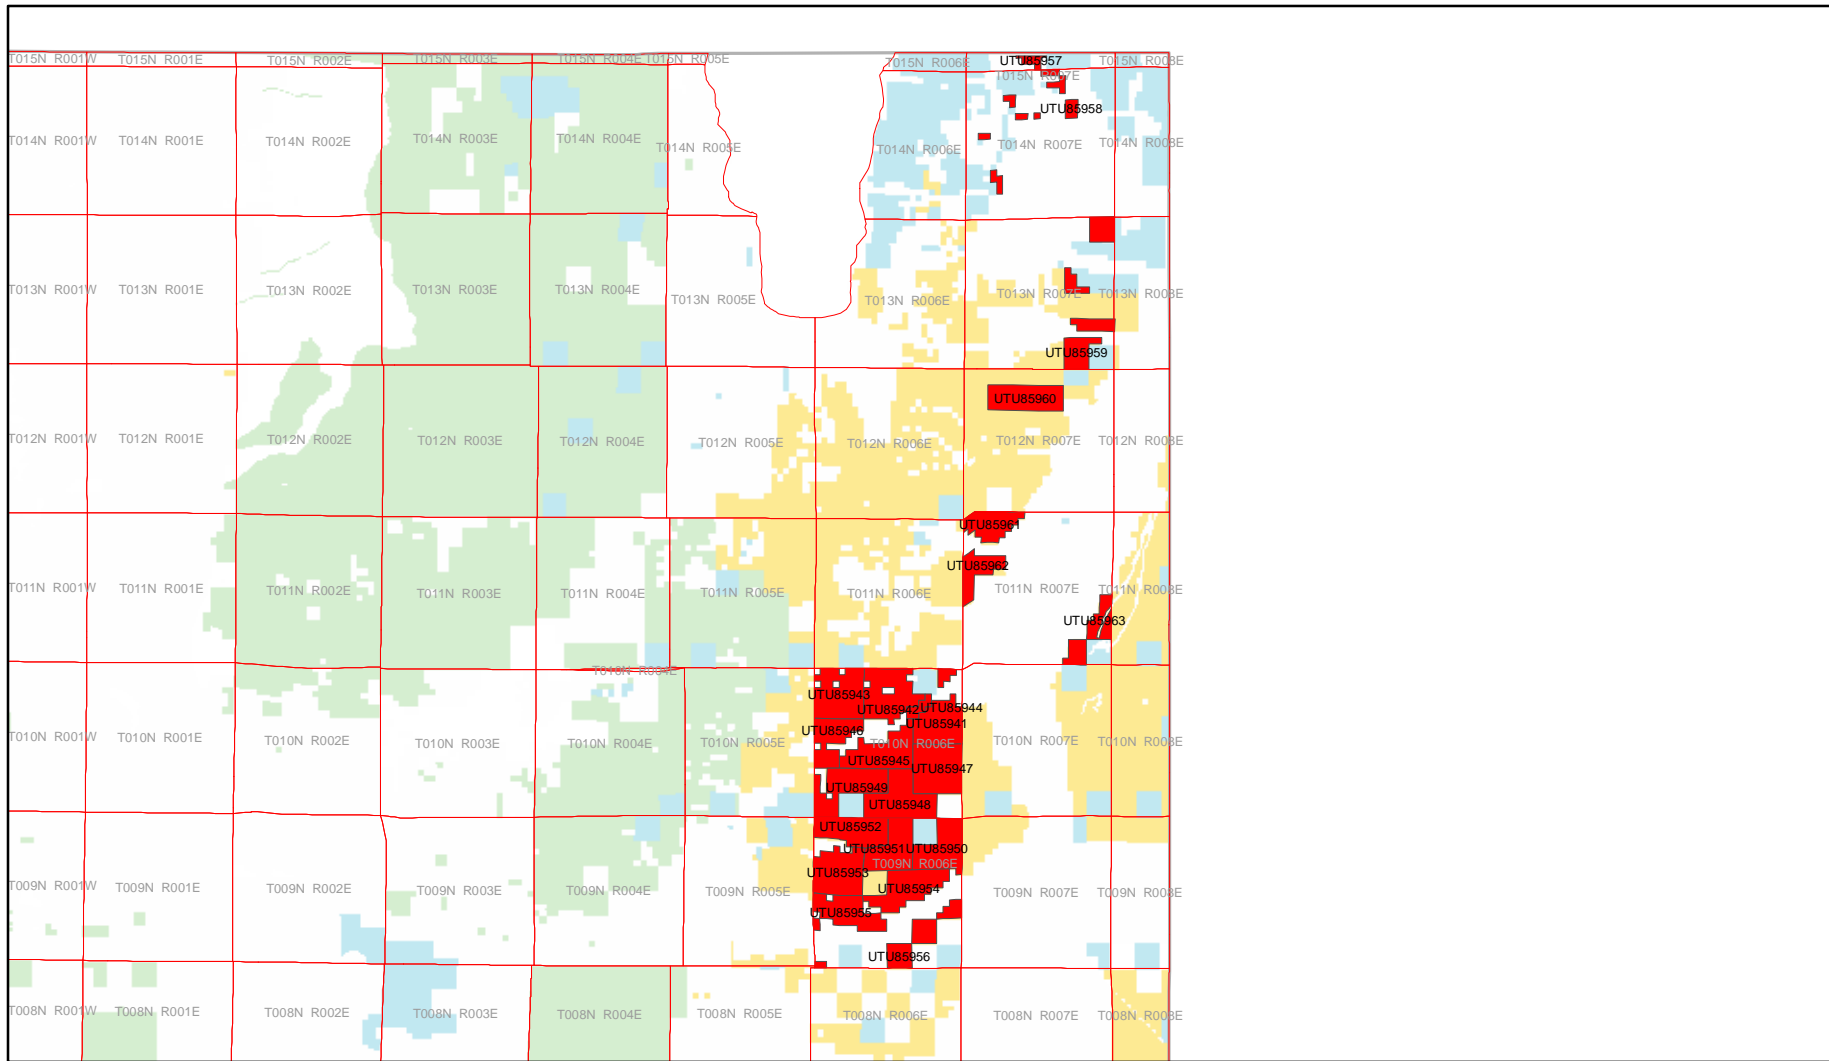 T015N R001W T015N R001E T015N R002E T015N R003E T015N R004E T015N R005E T015N R006E UTU85957 T015N R008E
T015N R007E
UTU85958
T014N R001W T014N R001E T014N R002E T014N R003E T014N R004E T014N R005E T014N R006E T014N R007E T014N R008E
T013N R001W T013N R001E T013N R002E T013N R003E T013N R004E T013N R005E T013N R006E T013N R007E T013N R008E
UTU85959
UTU85960
T012N R001W T012N R001E T012N R002E T012N R003E T012N R004E T012N R005E T012N R006E T012N R007E T012N R008E
UTU85961
UTU85962
T011N R001W T011N R001E T011N R002E T011N R003E T011N R004E T011N R005E T011N R006E T011N R007E T011N R008E
UTU85963
T010N R004E
UTU85943
UTU85942 UTU85944
UTU85941
UTU85946
T010N R001W T010N R001E T010N R002E T010N R003E T010N R004E T010N R005E T010N R006E T010N R007E T010N R008E
UTU85945
UTU85947
UTU85949
UTU85948
UTU85952
UTU85951 UTU85950
T009N R006E
UTU85953
T009N R001W T009N R001E T009N R002E T009N R003E T009N R004E T009N R005E UTU85954 T009N R007E T009N R008E
UTU85955
UTU85956
T008N R001W T008N R001E T008N R002E T008N R003E T008N R004E T008N R005E T008N R006E T008N R007E T008N R008E